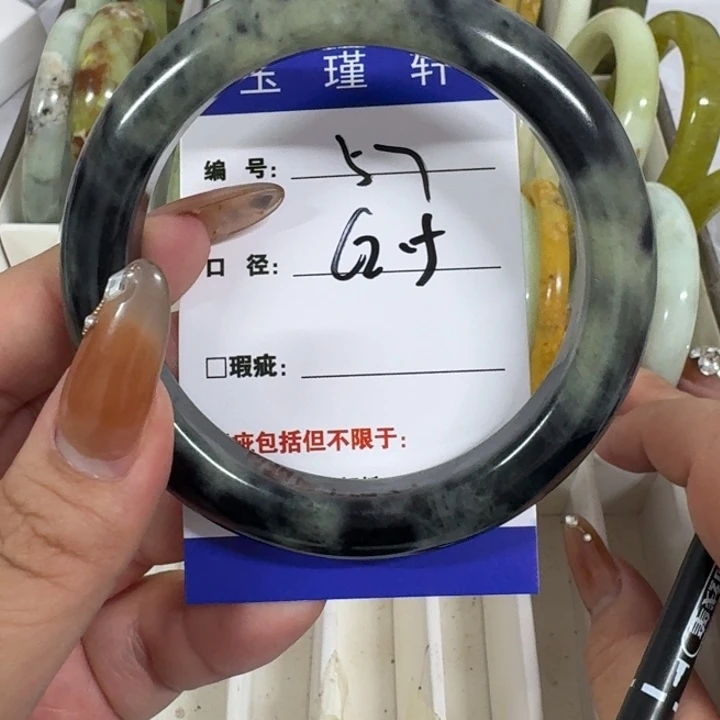 玉瑾轩
编 号: 57
口 径: 62寸
□瑕疵:
疵包括但不限于: